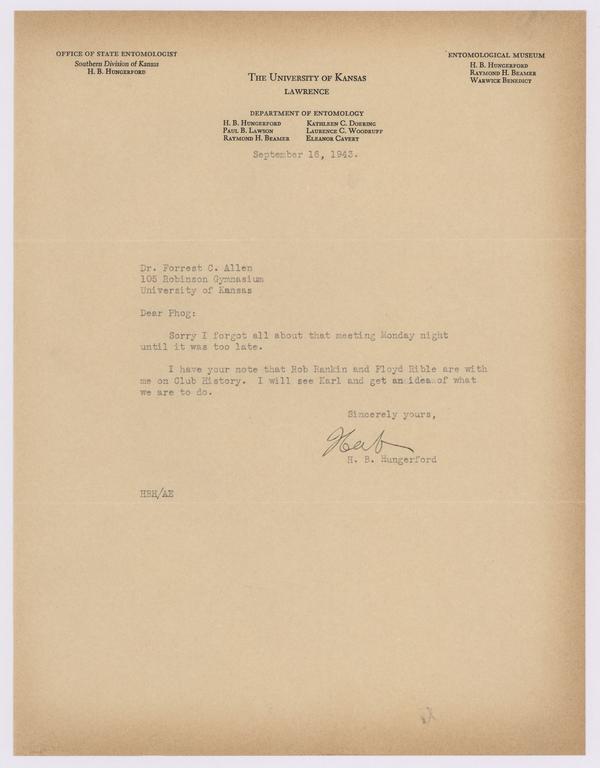 OFFICE OF STATE ENTOMOLOGIST
Southern Division of Kansas
H. B. HUNGERFORD
ENTOMOLOGICAL MUSEUM
H. B. HUNGERFORD
RAYMOND H. BEAMER
WARWICK BENEDICT
THE UNIVERSITY OF KANSAS
LAWRENCE
DEPARTMENT OF ENTOMOLOGY
H. B. HUNGERFORD KATHLEEN C. DOERING
PAUL B. LAWSON LAURENCE C. WOODRUFF
RAYMOND H. BEAMER ELEANOR CAVERT
September 16, 1943.
Dr. Forrest C. Allen
105 Robinson Gymnasium
University of Kansas
Dear Phog:
Sorry I forgot all about that meeting Monday night
until it was too late.
I have your note that Rob Rankin and Floyd Rible are with
me on Club History. I will see Karl and get an idea of what
we are to do.
Sincerely yours,
H. B. Hungerford
HBH/AE